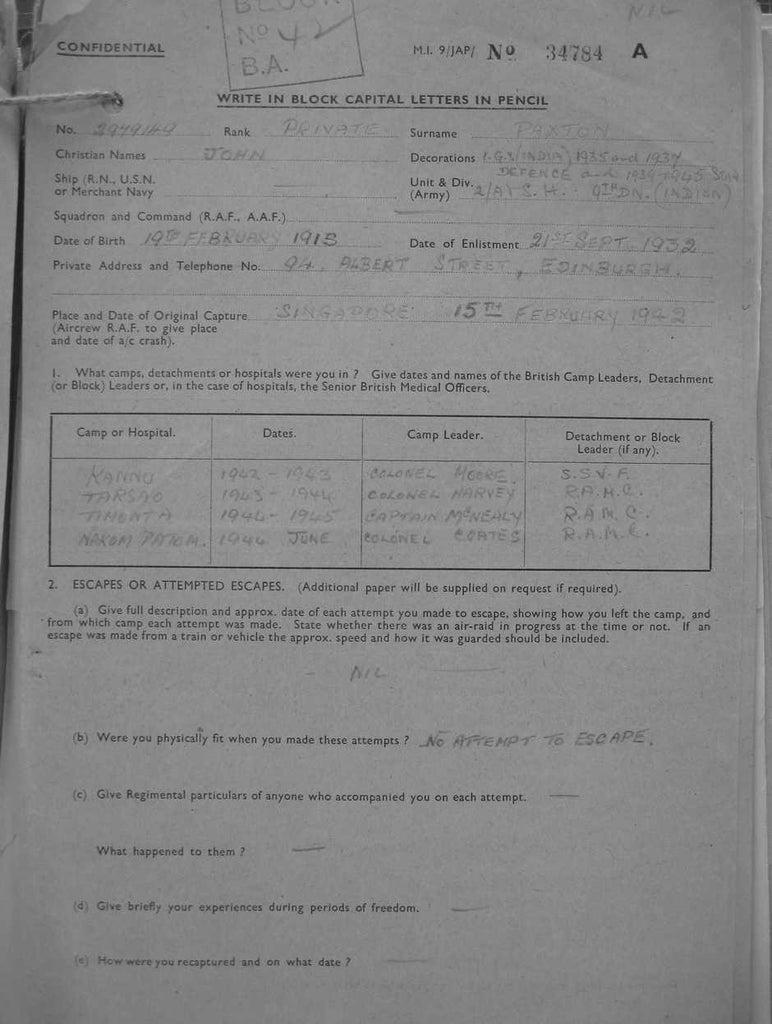 NIL
BLOCK
No 42
B.A.
CONFIDENTIAL
M.I. 9/JAP/ No 34784 A
WRITE IN BLOCK CAPITAL LETTERS IN PENCIL
No. Rank PRIVATE Surname PAXTON
Christian Names JOHN Decorations I.G.S (INDIA) 1935 and 1937
DEFENCE and 1939-1945 Star
Ship (R.N., U.S.N. or Merchant Navy
Unit & Div. (Army) 2/A/S.H. DN. (INDIAN)
Squadron and Command (R.A.F., A.A.F.)
Date of Birth 19TH FEBRUARY 1915 Date of Enlistment 21ST SEPT. 1932
Private Address and Telephone No. 94, ALBERT STREET, EDINBURGH.
Place and Date of Original Capture SINGAPORE 15TH FEBRUARY 1942
(Aircrew R.A.F. to give place
and date of a/c crash).
1. What camps, detachments or hospitals were you in ? Give dates and names of the British Camp Leaders, Detachment
(or Block) Leaders or, in the case of hospitals, the Senior British Medical Officers.
Camp or Hospital. Dates. Camp Leader. Detachment or Block Leader (if any).
KANNU 1942 - 1943 COLONEL MOORE. S.S.V.F.
TARSAO 1943 - 1944 COLONEL HARVEY R.A.M.C.
1944 - 1945 CAPTAIN McNEALY R.A.M.C.
NAKOM PATOM. 1944 JUNE COLONEL COATES R.A.M.C.
2. ESCAPES OR ATTEMPTED ESCAPES. (Additional paper will be supplied on request if required).
(a) Give full description and approx. date of each attempt you made to escape, showing how you left the camp, and
from which camp each attempt was made. State whether there was an air-raid in progress at the time or not. If an
escape was made from a train or vehicle the approx. speed and how it was guarded should be included.
- NIL
(b) Were you physically fit when you made these attempts ? NO ATTEMPT TO ESCAPE.
(c) Give Regimental particulars of anyone who accompanied you on each attempt. —
What happened to them ? —
(d) Give briefly your experiences during periods of freedom. —
(e) How were you recaptured and on what date ? —